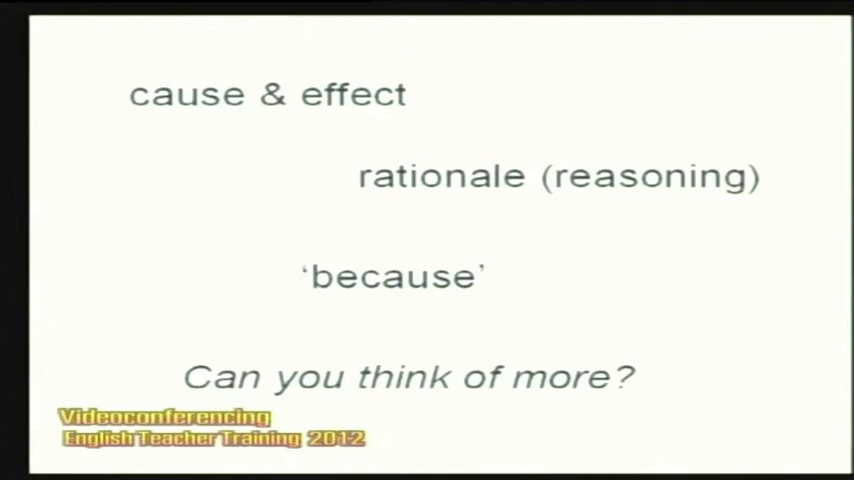 cause & effect
rationale (reasoning)
‘because’
Can you think of more?
Videoconferencing
English Teacher Training 2012